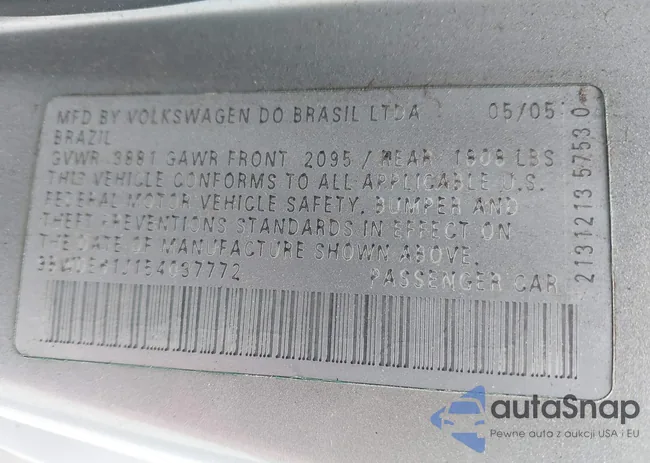 MFD BY VOLKSWAGEN DO BRASIL LTDA 05/05
BRAZIL
GVWR 3881 GAWR FRONT 2095 / REAR 1808 LBS
THIS VEHICLE CONFORMS TO ALL APPLICABLE U.S.
FEDERAL MOTOR VEHICLE SAFETY, BUMPER AND
THEFT PREVENTIONS STANDARDS IN EFFECT ON
THE DATE OF MANUFACTURE SHOWN ABOVE.
PASSENGER CAR
2131213 5753 0
autaSnap
Pewne auta z aukcji USA i EU